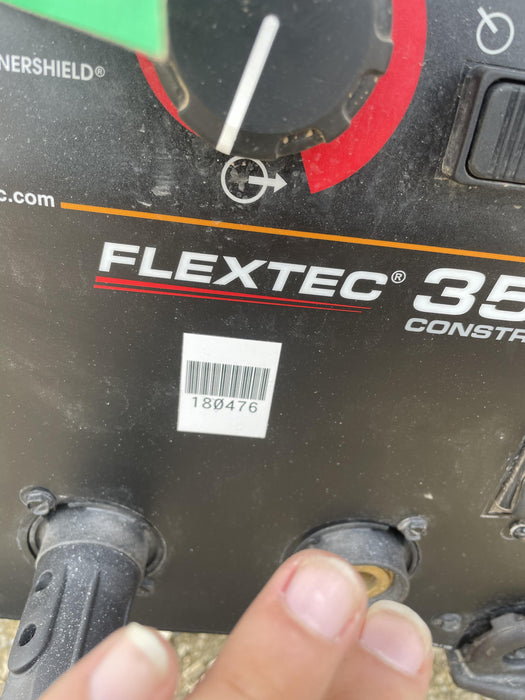 NERSHIELD®
c.com
FLEXTEC® 35
CONSTR
180476